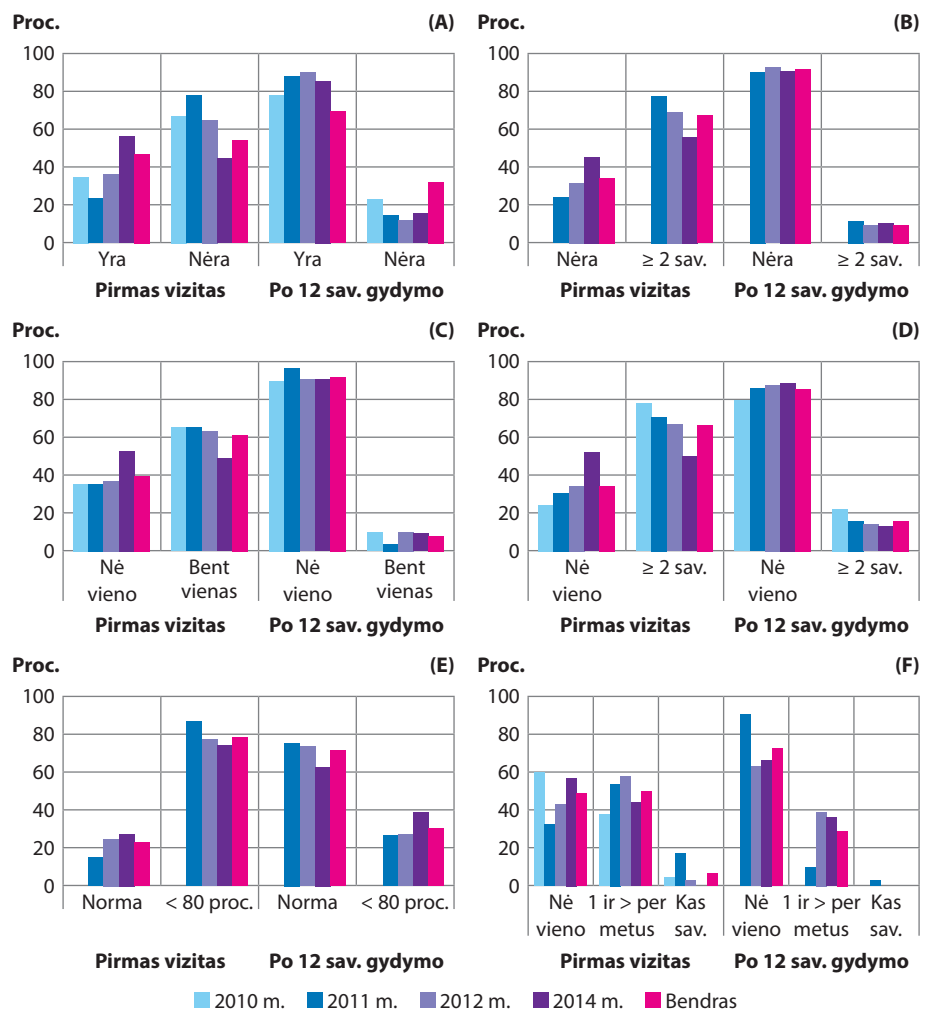 Proc. (A)
100
80
60
40
20
0
Yra Nėra Yra Nėra
Pirmas vizitas Po 12 sav. gydymo
Proc. (B)
100
80
60
40
20
0
Nėra ≥ 2 sav. Nėra ≥ 2 sav.
Pirmas vizitas Po 12 sav. gydymo
Proc. (C)
100
80
60
40
20
0
Nė Bent Nė Bent
vieno vienas vieno vienas
Pirmas vizitas Po 12 sav. gydymo
Proc. (D)
100
80
60
40
20
0
Nė ≥ 2 sav. Nė ≥ 2 sav.
vieno vieno
Pirmas vizitas Po 12 sav. gydymo
Proc. (E)
100
80
60
40
20
0
Norma < 80 proc. Norma < 80 proc.
Pirmas vizitas Po 12 sav. gydymo
Proc. (F)
100
80
60
40
20
0
Nė 1 ir > per Kas Nė 1 ir > per Kas
vieno metus sav. vieno metus sav.
Pirmas vizitas Po 12 sav. gydymo
2010 m. 2011 m. 2012 m. 2014 m. Bendras